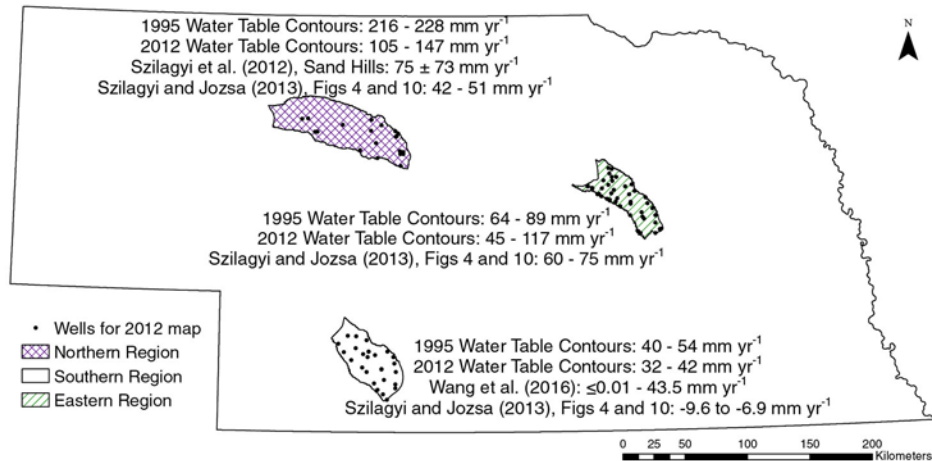 1995 Water Table Contours: 216 - 228 mm yr⁻¹
2012 Water Table Contours: 105 - 147 mm yr⁻¹
Szilagyi et al. (2012), Sand Hills: 75 ± 73 mm yr⁻¹
Szilagyi and Jozsa (2013), Figs 4 and 10: 42 - 51 mm yr⁻¹
N
1995 Water Table Contours: 64 - 89 mm yr⁻¹
2012 Water Table Contours: 45 - 117 mm yr⁻¹
Szilagyi and Jozsa (2013), Figs 4 and 10: 60 - 75 mm yr⁻¹
Wells for 2012 map
Northern Region
Southern Region
Eastern Region
1995 Water Table Contours: 40 - 54 mm yr⁻¹
2012 Water Table Contours: 32 - 42 mm yr⁻¹
Wang et al. (2016): ≤0.01 - 43.5 mm yr⁻¹
Szilagyi and Jozsa (2013), Figs 4 and 10: -9.6 to -6.9 mm yr⁻¹
0 25 50 100 150 200
Kilometers